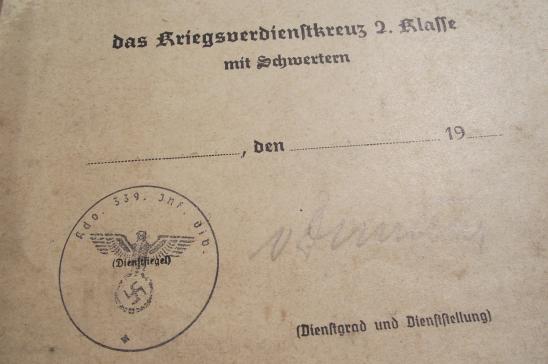 das Kriegsverdienstkreuz 2. Klasse
mit Schwertern
, den 19
Kdo. 339. Inf. Div.
(Dienstsiegel)
(Dienstgrad und Dienststellung)